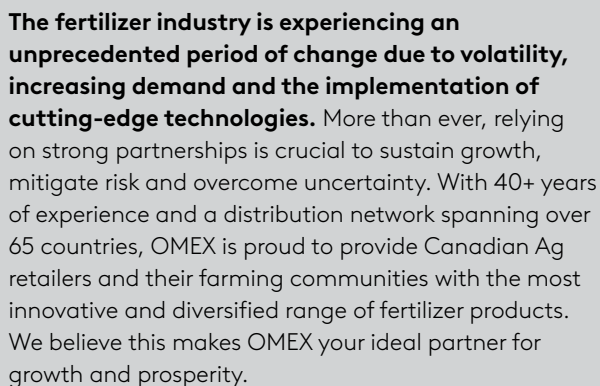 The fertilizer industry is experiencing an
unprecedented period of change due to volatility,
increasing demand and the implementation of
cutting-edge technologies. More than ever, relying
on strong partnerships is crucial to sustain growth,
mitigate risk and overcome uncertainty. With 40+ years
of experience and a distribution network spanning over
65 countries, OMEX is proud to provide Canadian Ag
retailers and their farming communities with the most
innovative and diversified range of fertilizer products.
We believe this makes OMEX your ideal partner for
growth and prosperity.